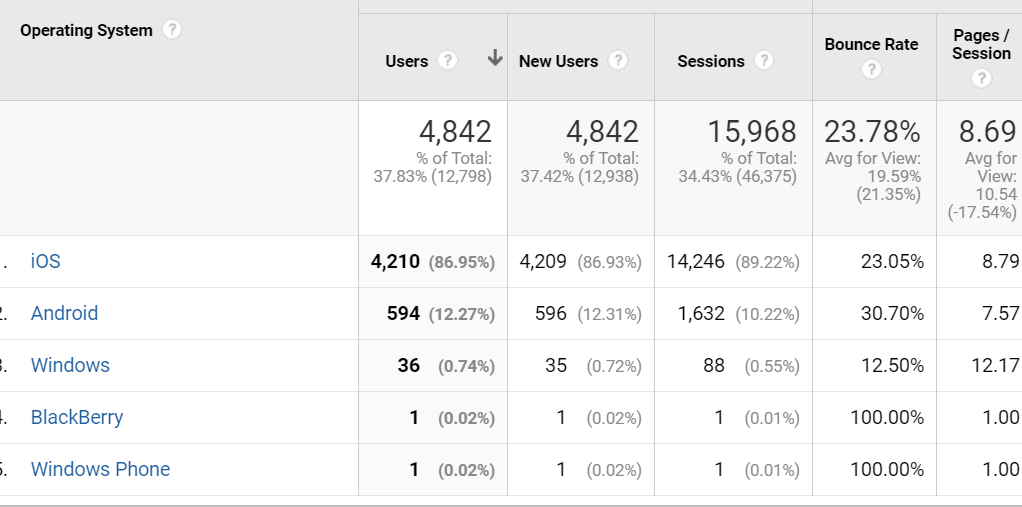 Operating System ?
Users ? New Users ? Sessions ? Bounce Rate ? Pages / Session ?
4,842 4,842 15,968 23.78% 8.69
% of Total: % of Total: % of Total: Avg for View: Avg for
37.83% (12,798) 37.42% (12,938) 34.43% (46,375) 19.59% View:
(21.35%) 10.54
(-17.54%)
. iOS 4,210 (86.95%) 4,209 (86.93%) 14,246 (89.22%) 23.05% 8.79
2. Android 594 (12.27%) 596 (12.31%) 1,632 (10.22%) 30.70% 7.57
3. Windows 36 (0.74%) 35 (0.72%) 88 (0.55%) 12.50% 12.17
4. BlackBerry 1 (0.02%) 1 (0.02%) 1 (0.01%) 100.00% 1.00
5. Windows Phone 1 (0.02%) 1 (0.02%) 1 (0.01%) 100.00% 1.00